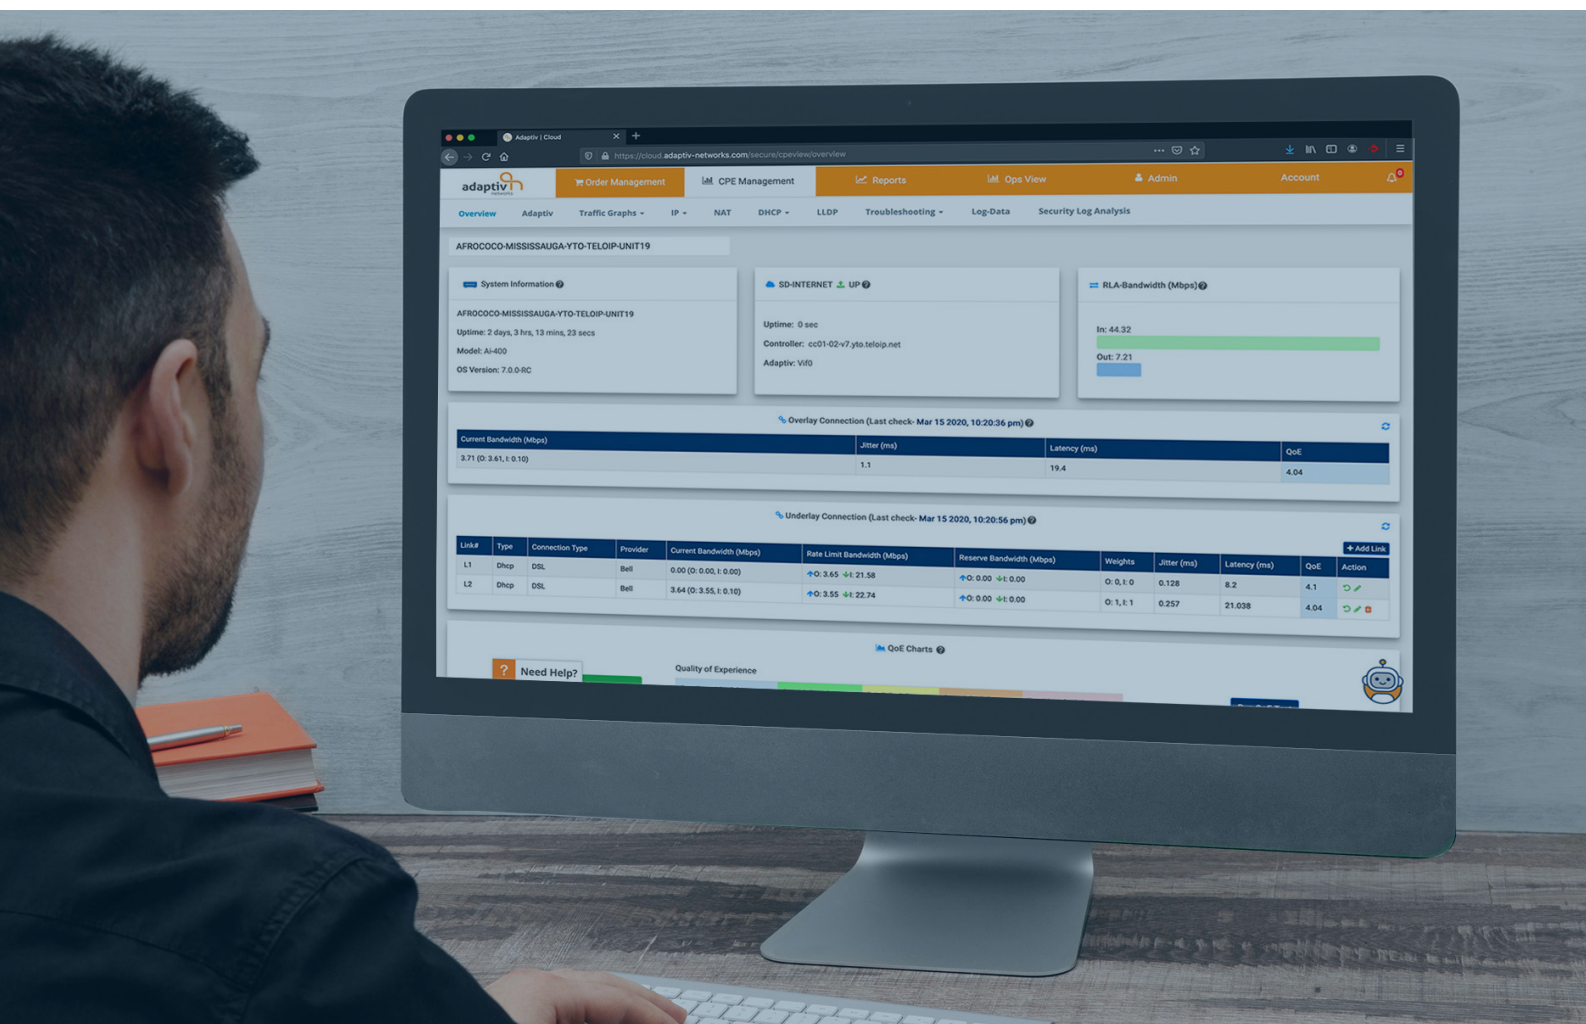 Adaptiv | Cloud
https://cloud.adaptiv-networks.com/secure/cpeview/overview
adaptiv networks Order Management CPE Management Reports Ops View Admin Account 0
Overview Adaptiv Traffic Graphs IP NAT DHCP LLDP Troubleshooting Log-Data Security Log Analysis
AFROCOCO-MISSISSAUGA-YTO-TELOIP-UNIT19
System Information
AFROCOCO-MISSISSAUGA-YTO-TELOIP-UNIT19
Uptime: 2 days, 3 hrs, 13 mins, 23 secs
Model: Ai-400
OS Version: 7.0.0-RC
SD-INTERNET UP
Uptime: 0 sec
Controller: cc01-02-v7.yto.teloip.net
Adaptiv: Vif0
RLA-Bandwidth (Mbps)
In: 44.32
Out: 7.21
Overlay Connection (Last check- Mar 15 2020, 10:20:36 pm)
Current Bandwidth (Mbps) Jitter (ms) Latency (ms) QoE
3.71 (O: 3.61, I: 0.10) 1.1 19.4 4.04
Underlay Connection (Last check- Mar 15 2020, 10:20:56 pm)
+ Add Link
Link# Type Connection Type Provider Current Bandwidth (Mbps) Rate Limit Bandwidth (Mbps) Reserve Bandwidth (Mbps) Weights Jitter (ms) Latency (ms) QoE Action
L1 Dhcp DSL Bell 0.00 (O: 0.00, I: 0.00) O: 3.65 I: 21.58 O: 0.00 I: 0.00 O: 0, I: 0 0.128 8.2 4.1
L2 Dhcp DSL Bell 3.64 (O: 3.55, I: 0.10) O: 3.55 I: 22.74 O: 0.00 I: 0.00 O: 1, I: 1 0.257 21.038 4.04
QoE Charts
? Need Help?
Quality of Experience